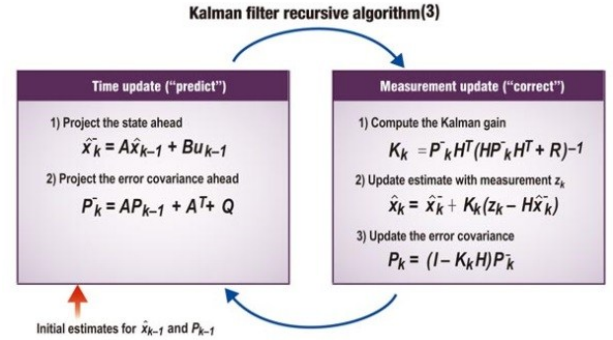 Kalman filter recursive algorithm(3)
Time update (“predict”)
1) Project the state ahead
x̂⁻ₖ = Ax̂ₖ₋₁ + Buₖ₋₁
2) Project the error covariance ahead
P⁻ₖ = APₖ₋₁ + Aᵀ+ Q
Initial estimates for x̂ₖ₋₁ and Pₖ₋₁
Measurement update (“correct”)
1) Compute the Kalman gain
Kₖ = P⁻ₖHᵀ(HP⁻ₖHᵀ + R)⁻¹
2) Update estimate with measurement zₖ
x̂ₖ = x̂⁻ₖ + Kₖ(zₖ – Hx̂⁻ₖ)
3) Update the error covariance
Pₖ = (I – KₖH)P⁻ₖ